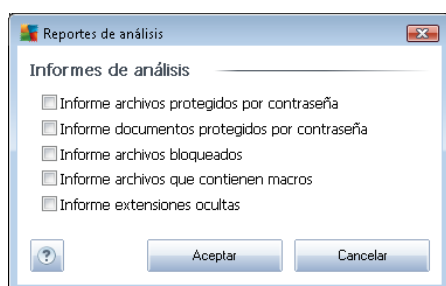 Reportes de análisis
Informes de análisis
Informe archivos protegidos por contraseña
Informe documentos protegidos por contraseña
Informe archivos bloqueados
Informe archivos que contienen macros
Informe extensiones ocultas
?
Aceptar
Cancelar